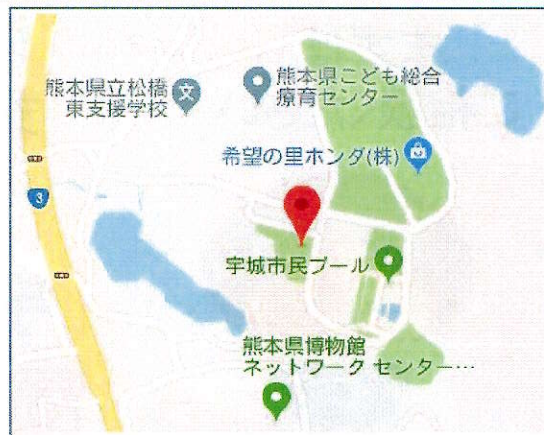 熊本県立松橋
東支援学校
文
熊本県こども総合
療育センター
希望の里ホンダ(株)
3
宇城市民プール
熊本県博物館
ネットワーク センター…